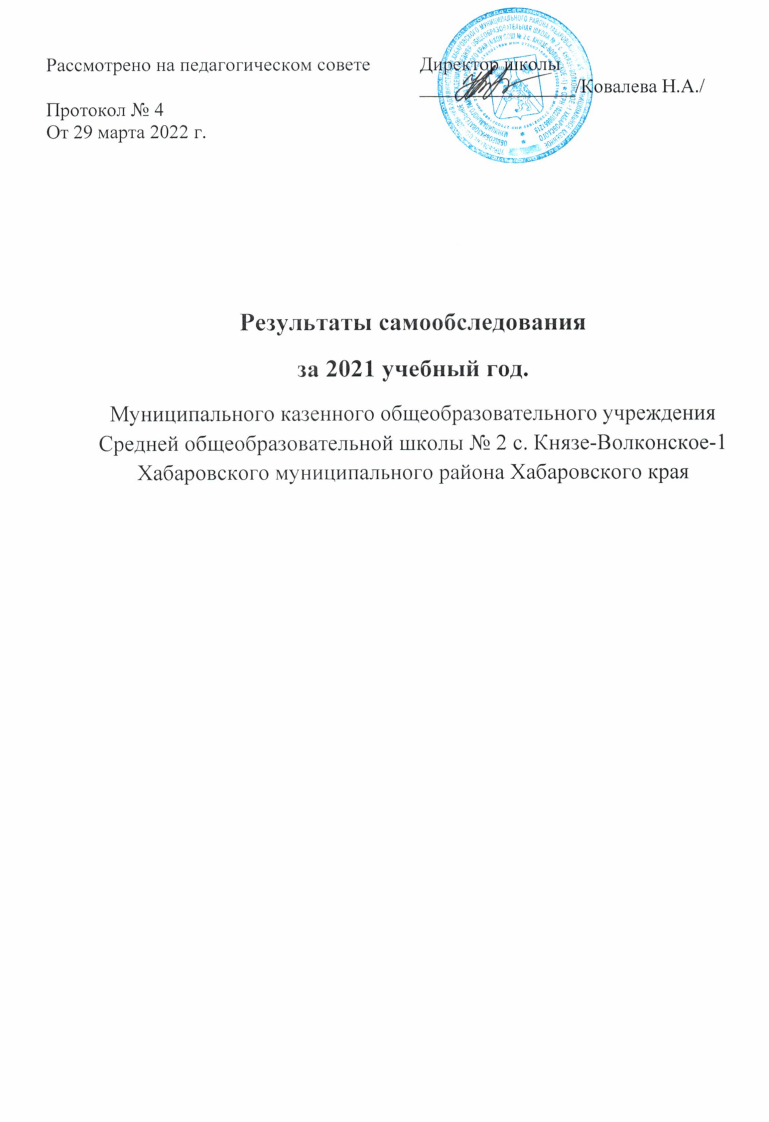 Рассмотрено на педагогическом совете Директор школы
/Ковалева Н.А./
Протокол № 4
От 29 марта 2022 г.
Результаты самообследования
за 2021 учебный год.
Муниципального казенного общеобразовательного учреждения
Средней общеобразовательной школы № 2 с. Князе-Волконское-1
Хабаровского муниципального района Хабаровского края